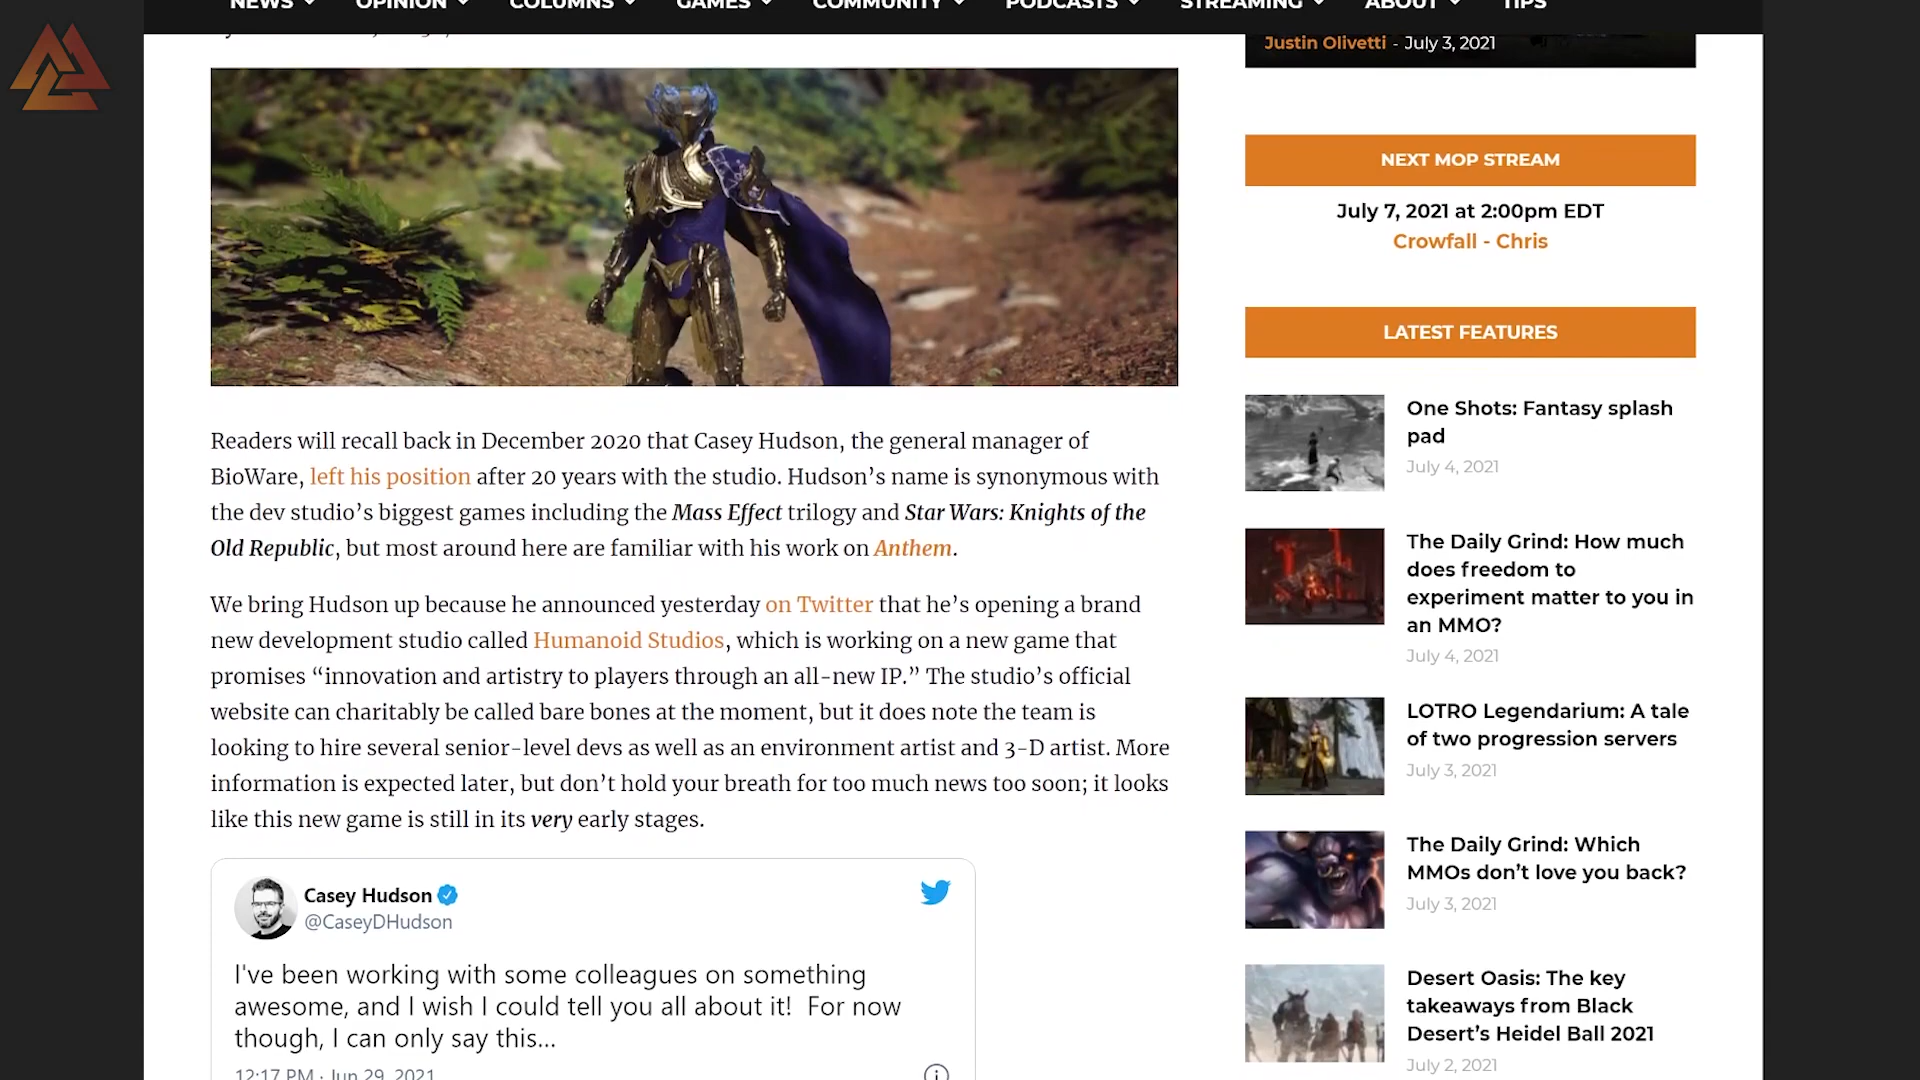 NEWS OPINION COLUMNS GAMES COMMUNITY PODCASTS STREAMING ABOUT TIPS
Justin Olivetti - July 3, 2021
Readers will recall back in December 2020 that Casey Hudson, the general manager of
BioWare, left his position after 20 years with the studio. Hudson’s name is synonymous with
the dev studio’s biggest games including the Mass Effect trilogy and Star Wars: Knights of the
Old Republic, but most around here are familiar with his work on Anthem.
We bring Hudson up because he announced yesterday on Twitter that he’s opening a brand
new development studio called Humanoid Studios, which is working on a new game that
promises “innovation and artistry to players through an all-new IP.” The studio’s official
website can charitably be called bare bones at the moment, but it does note the team is
looking to hire several senior-level devs as well as an environment artist and 3-D artist. More
information is expected later, but don’t hold your breath for too much news too soon; it looks
like this new game is still in its very early stages.
Casey Hudson
@CaseyDHudson
I've been working with some colleagues on something
awesome, and I wish I could tell you all about it! For now
though, I can only say this...
12:17 PM · Jun 29, 2021
NEXT MOP STREAM
July 7, 2021 at 2:00pm EDT
Crowfall - Chris
LATEST FEATURES
One Shots: Fantasy splash
pad
July 4, 2021
The Daily Grind: How much
does freedom to
experiment matter to you in
an MMO?
July 4, 2021
LOTRO Legendarium: A tale
of two progression servers
July 3, 2021
The Daily Grind: Which
MMOs don’t love you back?
July 3, 2021
Desert Oasis: The key
takeaways from Black
Desert’s Heidel Ball 2021
July 2, 2021